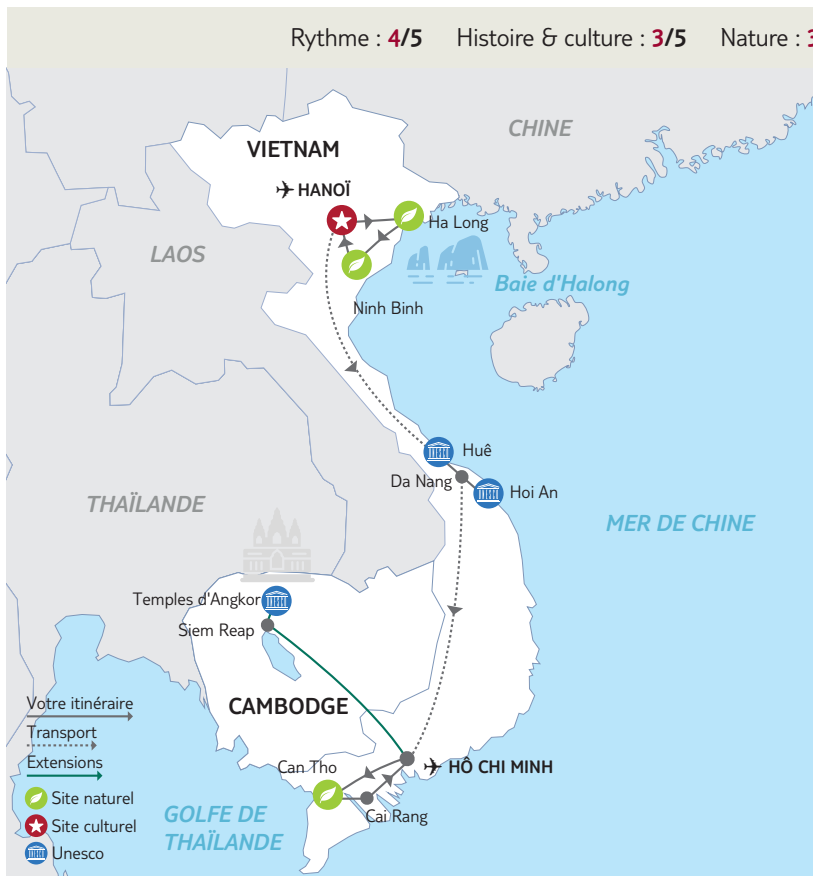 Rythme : 4/5 Histoire & culture : 3/5 Nature : 3
CHINE
VIETNAM
HANOÏ
Ha Long
LAOS
Baie d'Halong
Ninh Binh
Huê
Da Nang
Hoi An
THAÏLANDE
MER DE CHINE
Temples d'Angkor
Siem Reap
CAMBODGE
Votre itinéraire
Transport
Extensions
Can Tho
HÔ CHI MINH
Site naturel
Cai Rang
GOLFE DE
THAÏLANDE
Site culturel
Unesco